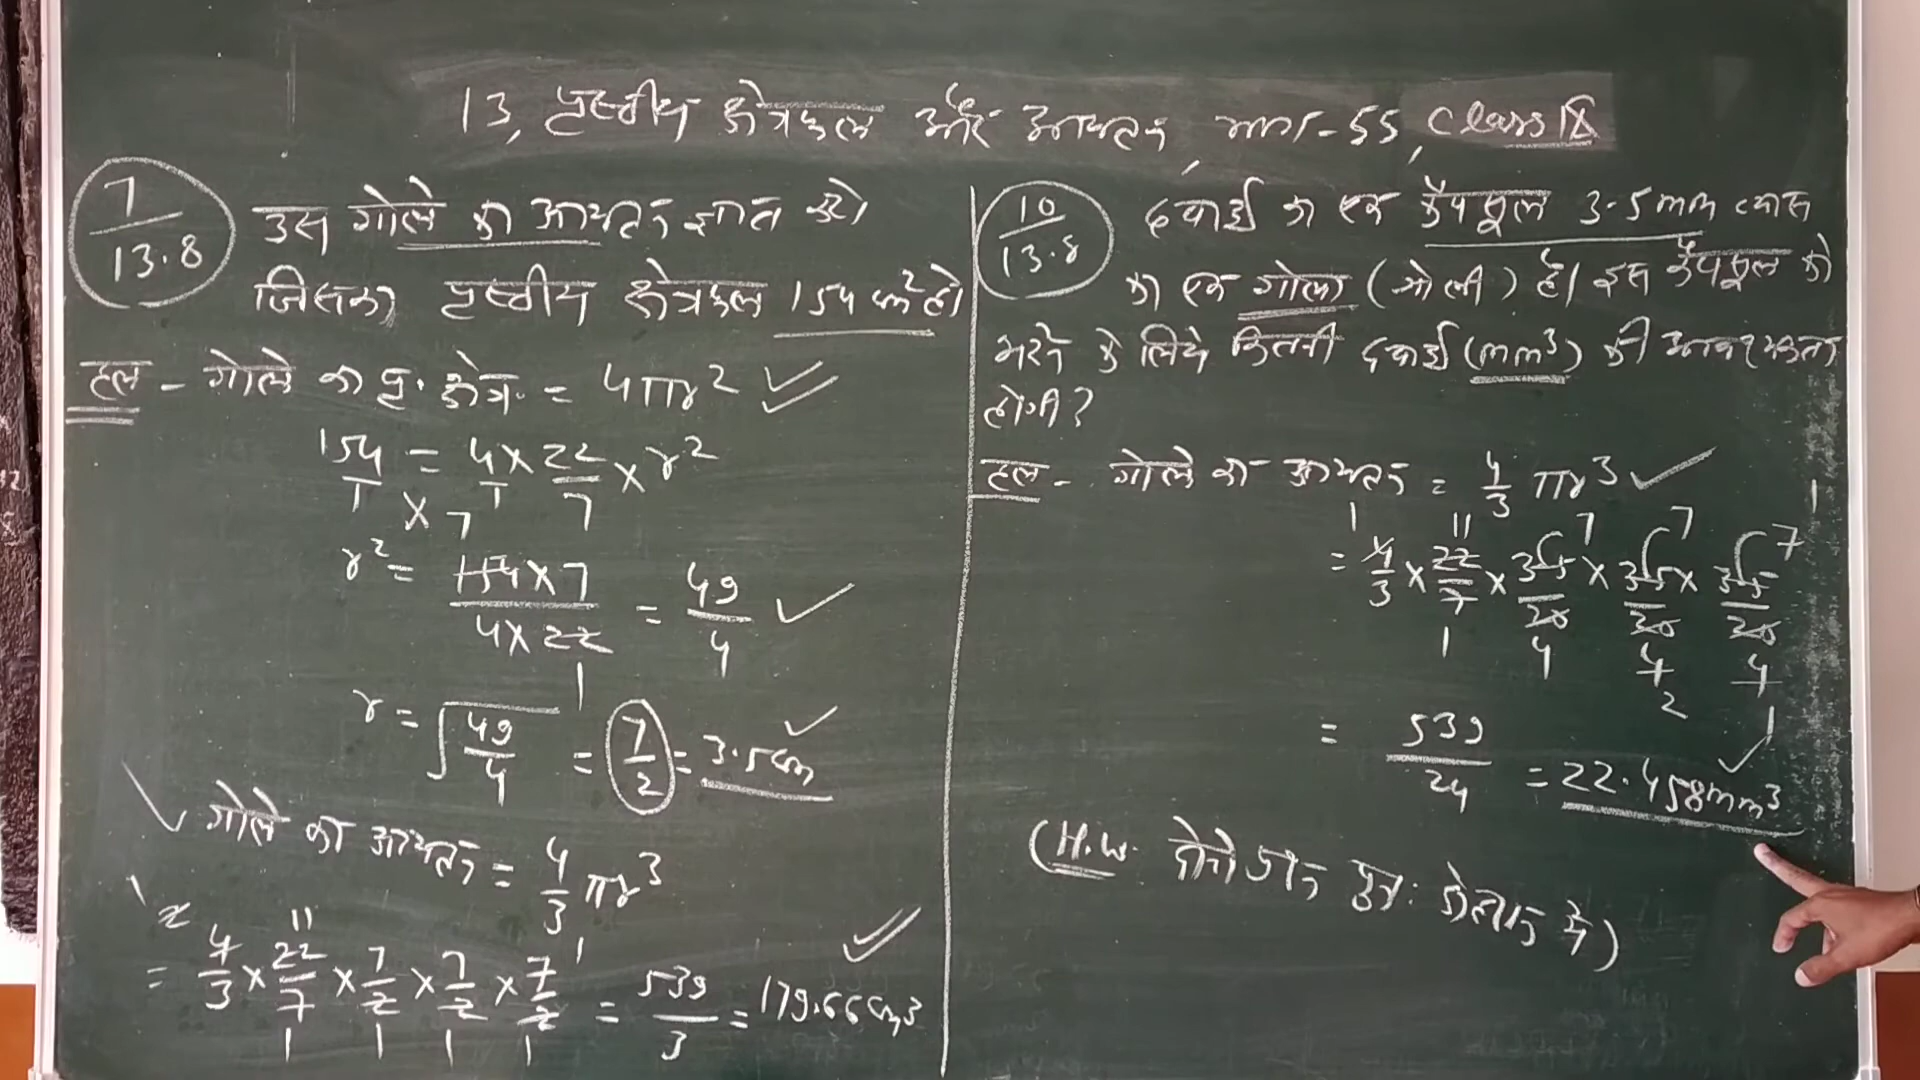 13, पृष्ठीय क्षेत्रफल और आयतन, भाग-55, Class IX
7/13.8 उस गोले का आयतन ज्ञात करो
जिसका पृष्ठीय क्षेत्रफल 154 cm² हो।
हल - गोले का पृ. क्षेत्र. = 4πr²
154/1 = 4/1 × 22/7 × r²
r² = 154×7 / 4×22 = 49/4
r = √49/4 = 7/2 = 3.5cm
गोले का आयतन = 4/3 πr³
= 4/3 × 22/7 × 7/2 × 7/2 × 7/2 = 539/3 = 179.66cm³
10/13.8 दवाई का एक कैपसूल 3.5mm व्यास
का एक गोला (गोली) है। इस कैपसूल को
भरने के लिये कितनी दवाई (mm³) की आवश्यकता
होगी?
हल - गोले का आयतन = 4/3 πr³
= 4/3 × 22/7 × 35/20 × 35/20 × 35/20
= 539/24 = 22.458mm³
(H.W. दोनों प्रश्न पुनः